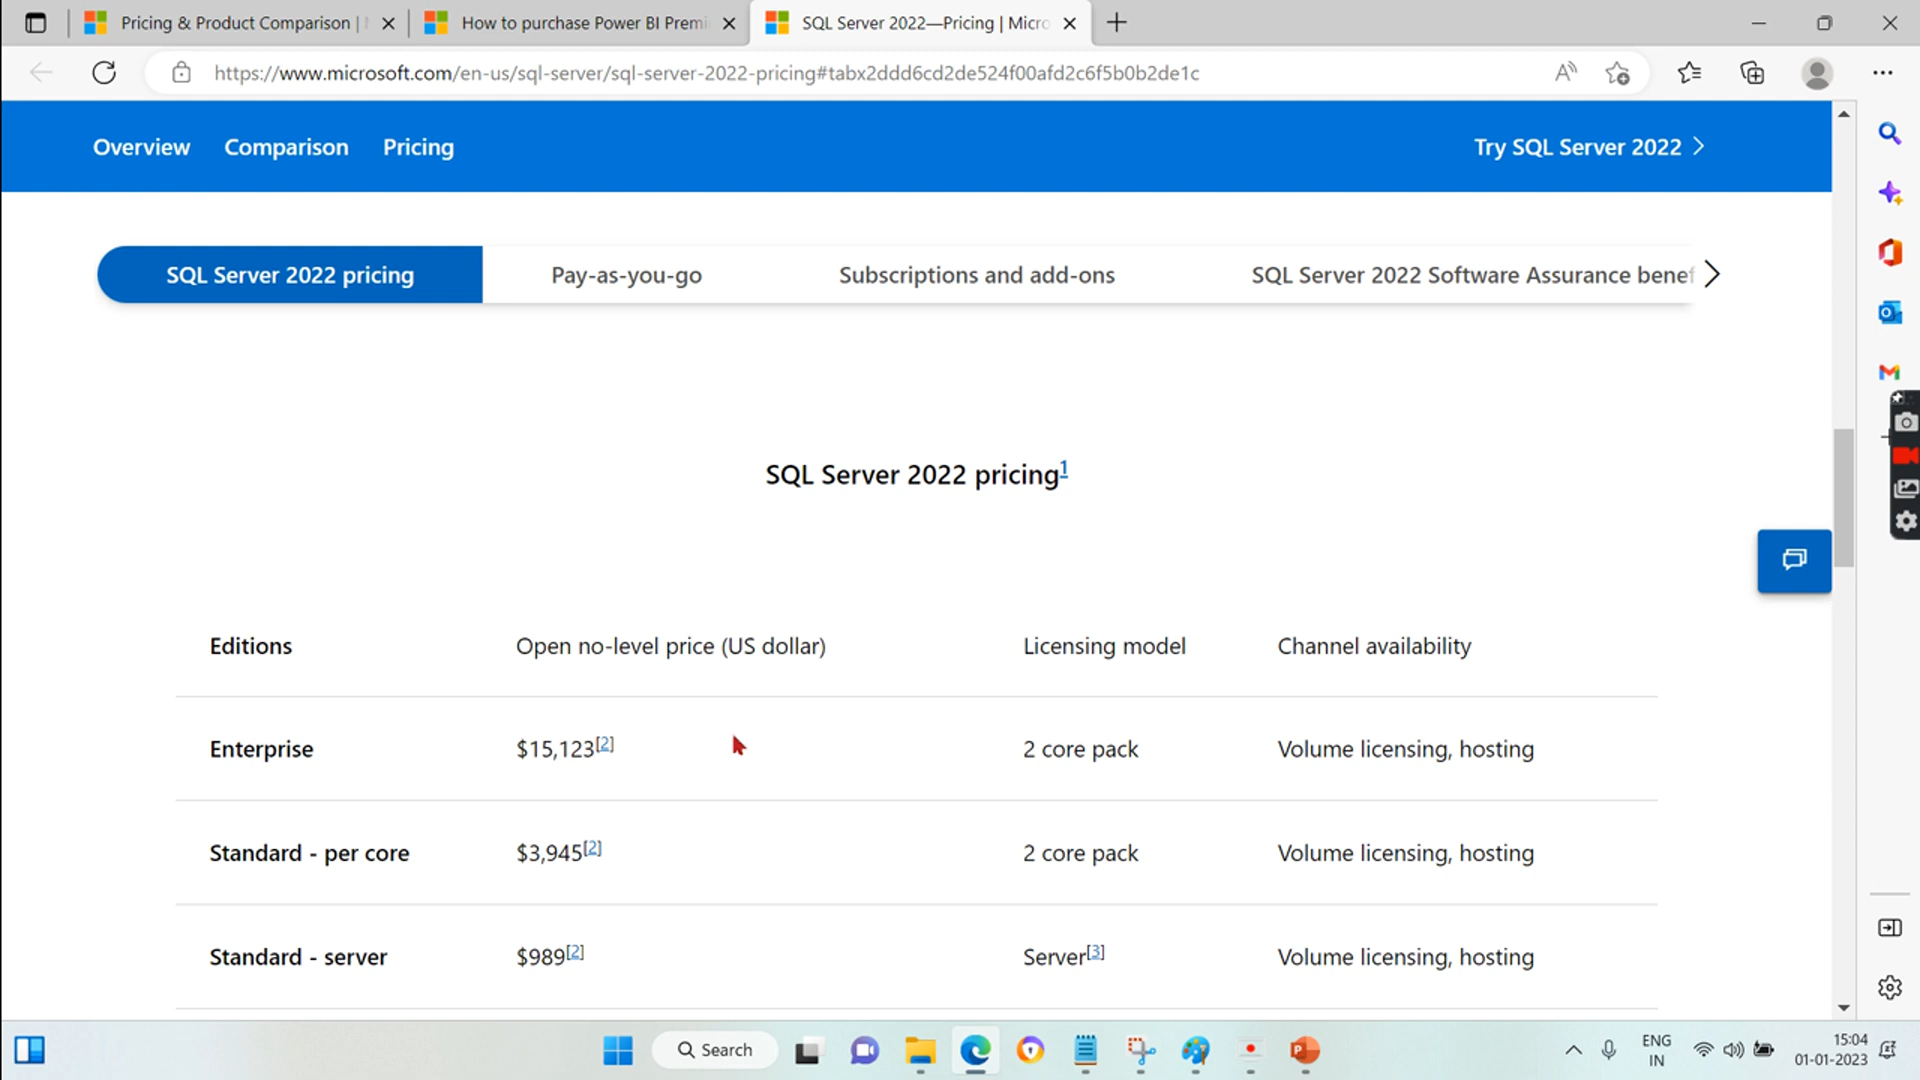 Pricing & Product Comparison |
How to purchase Power BI Premi
SQL Server 2022—Pricing | Micro
https://www.microsoft.com/en-us/sql-server/sql-server-2022-pricing#tabx2ddd6cd2de524f00afd2c6f5b0b2de1c
Overview Comparison Pricing Try SQL Server 2022
SQL Server 2022 pricing Pay-as-you-go Subscriptions and add-ons SQL Server 2022 Software Assurance benef
SQL Server 2022 pricing1
Editions Open no-level price (US dollar) Licensing model Channel availability
Enterprise $15,123[2] 2 core pack Volume licensing, hosting
Standard - per core $3,945[2] 2 core pack Volume licensing, hosting
Standard - server $989[2] Server[3] Volume licensing, hosting
Search
ENG
IN
15:04
01-01-2023